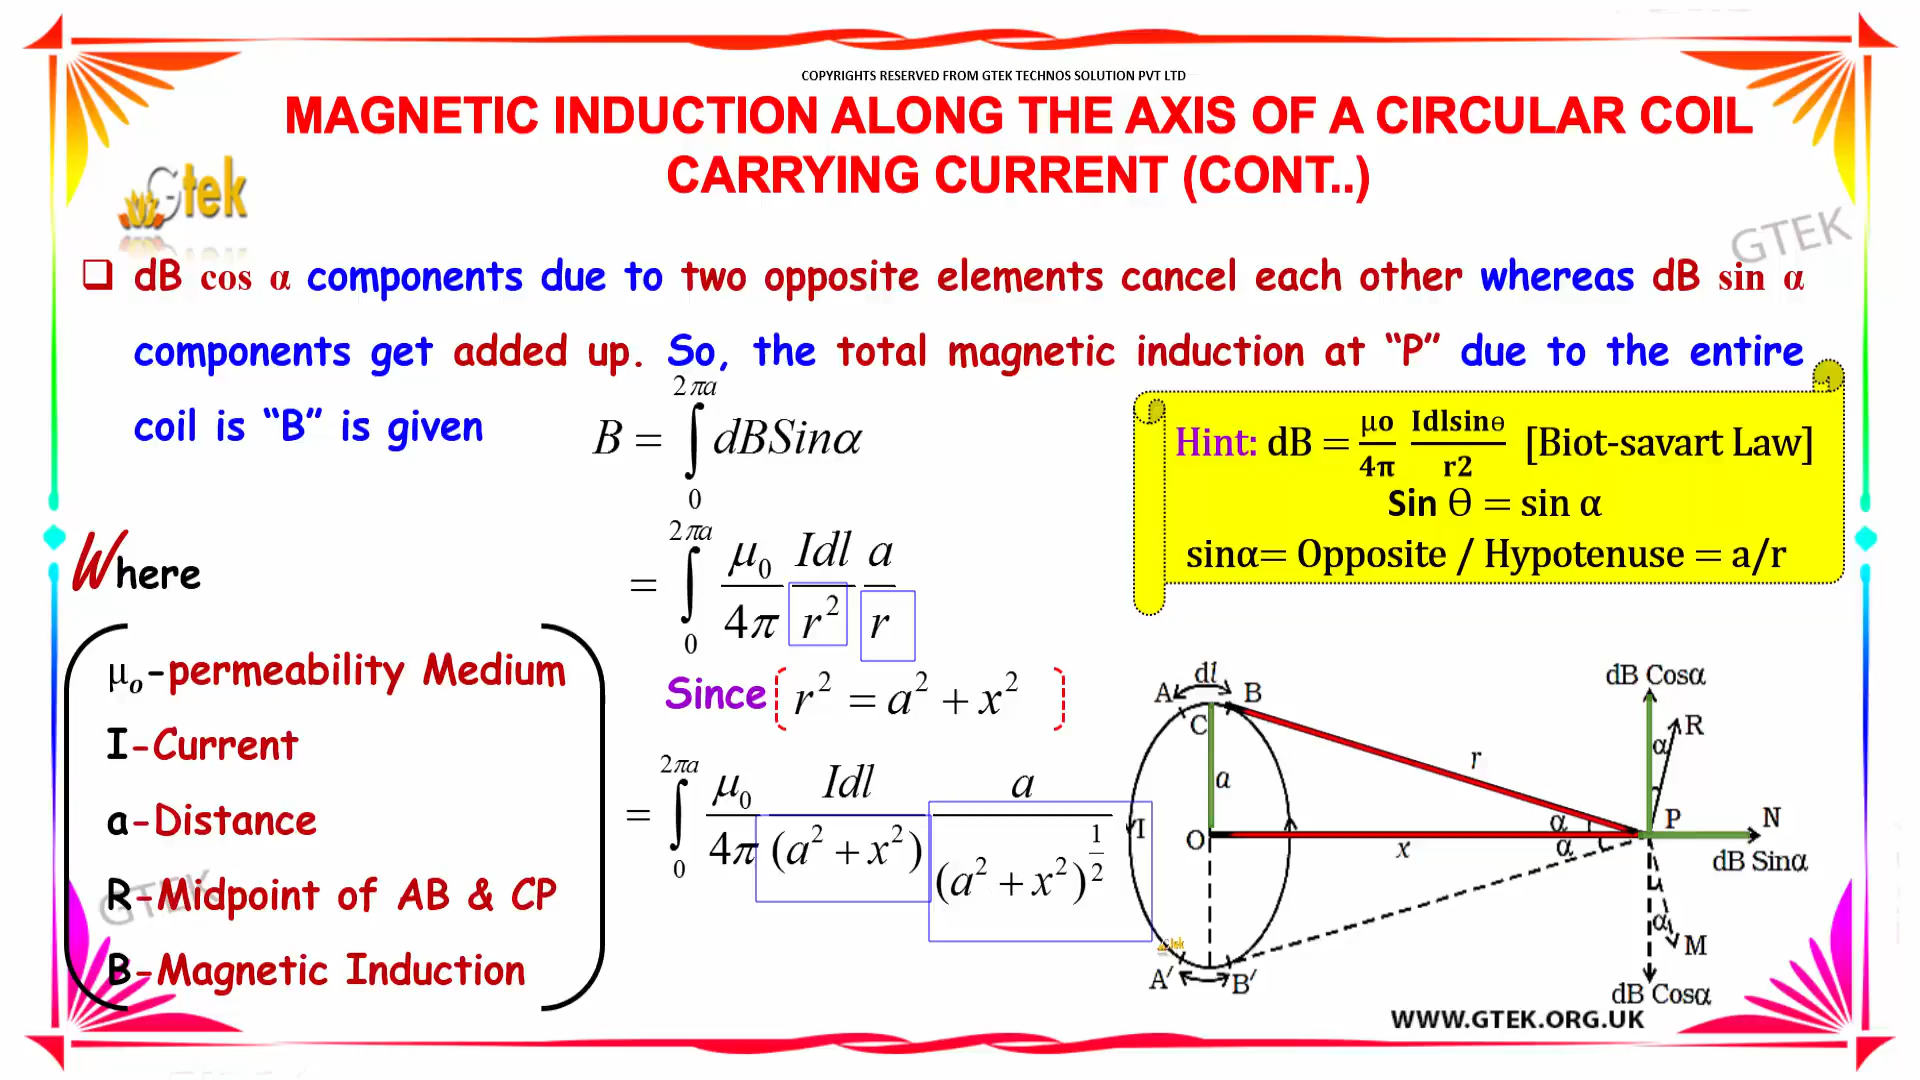 COPYRIGHTS RESERVED FROM GTEK TECHNOS SOLUTION PVT LTD
MAGNETIC INDUCTION ALONG THE AXIS OF A CIRCULAR COIL
CARRYING CURRENT (CONT..)
Gtek
GTEK
❑ dB cos α components due to two opposite elements cancel each other whereas dB sin α
components get added up. So, the total magnetic induction at “P” due to the entire
coil is “B” is given
B = ∫₀^{2πa} dBSinα
= ∫₀^{2πa} μ₀/4π Idl/r² a/r
Since r² = a² + x²
= ∫₀^{2πa} μ₀/4π Idl/(a² + x²) a/(a² + x²)^{1/2}
Hint: dB = μo/4π Idlsinɵ/r2 [Biot-savart Law]
Sin Ɵ = sin α
sinα= Opposite / Hypotenuse = a/r
Where
μₒ-permeability Medium
I-Current
a-Distance
R-Midpoint of AB & CP
B-Magnetic Induction
GTEK
dl
A B
C
a
r
I
O
x
α
α
P
N
R
α
dB Cosα
dB Sinα
α
M
dB Cosα
A′ B′
Gtek
WWW.GTEK.ORG.UK